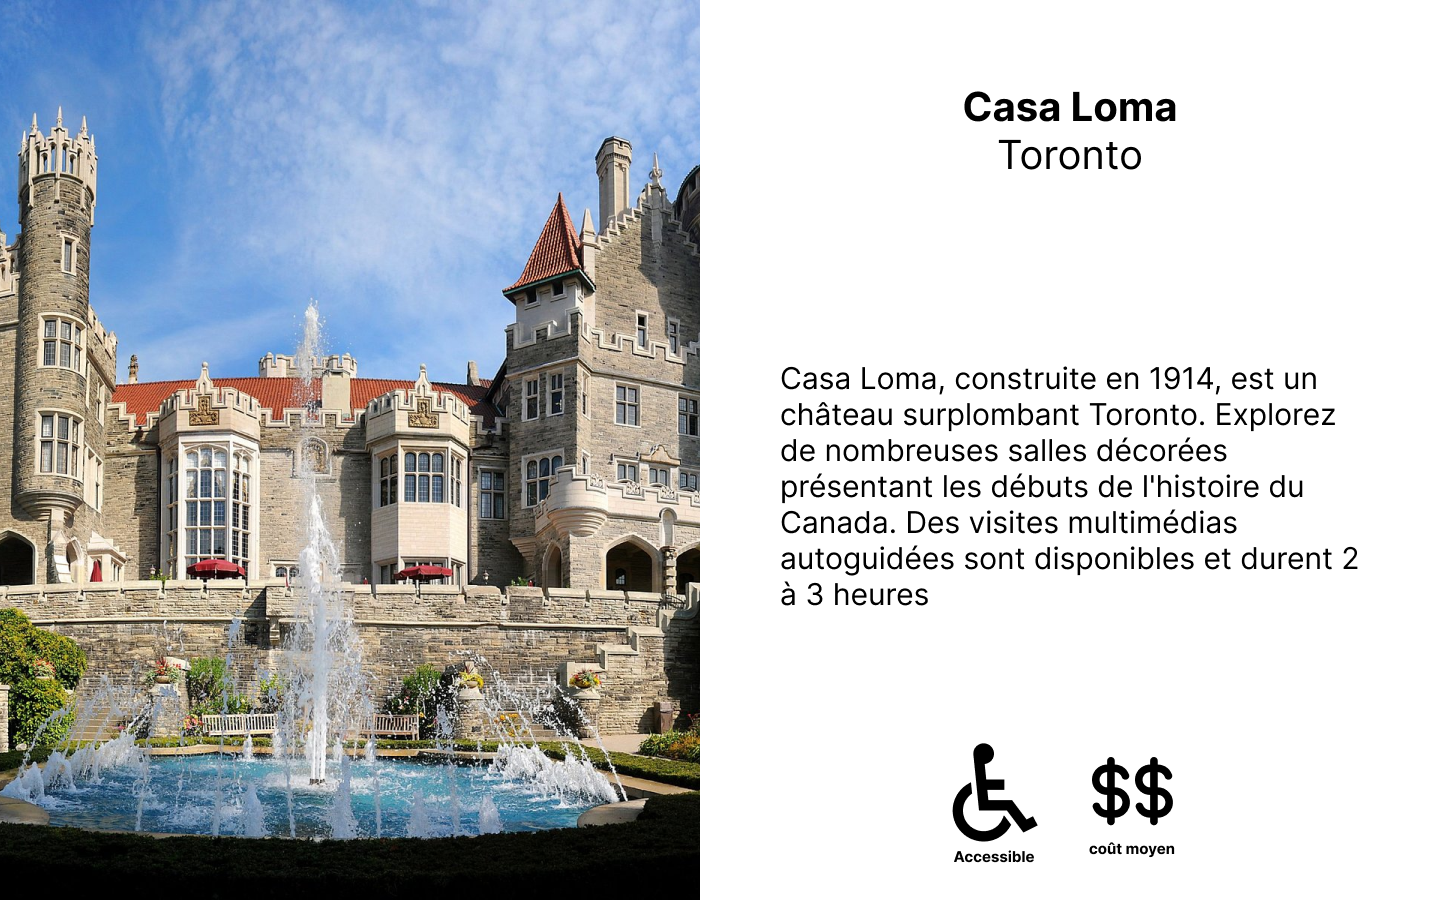 Casa Loma
Toronto
Casa Loma, construite en 1914, est un
château surplombant Toronto. Explorez
de nombreuses salles décorées
présentant les débuts de l'histoire du
Canada. Des visites multimédias
autoguidées sont disponibles et durent 2
à 3 heures
$$
Accessible
coût moyen